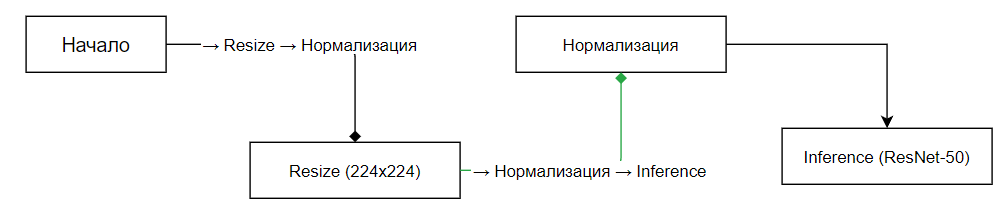 Начало
→ Resize → Нормализация
Нормализация
Resize (224x224)
→ Нормализация → Inference
Inference (ResNet-50)